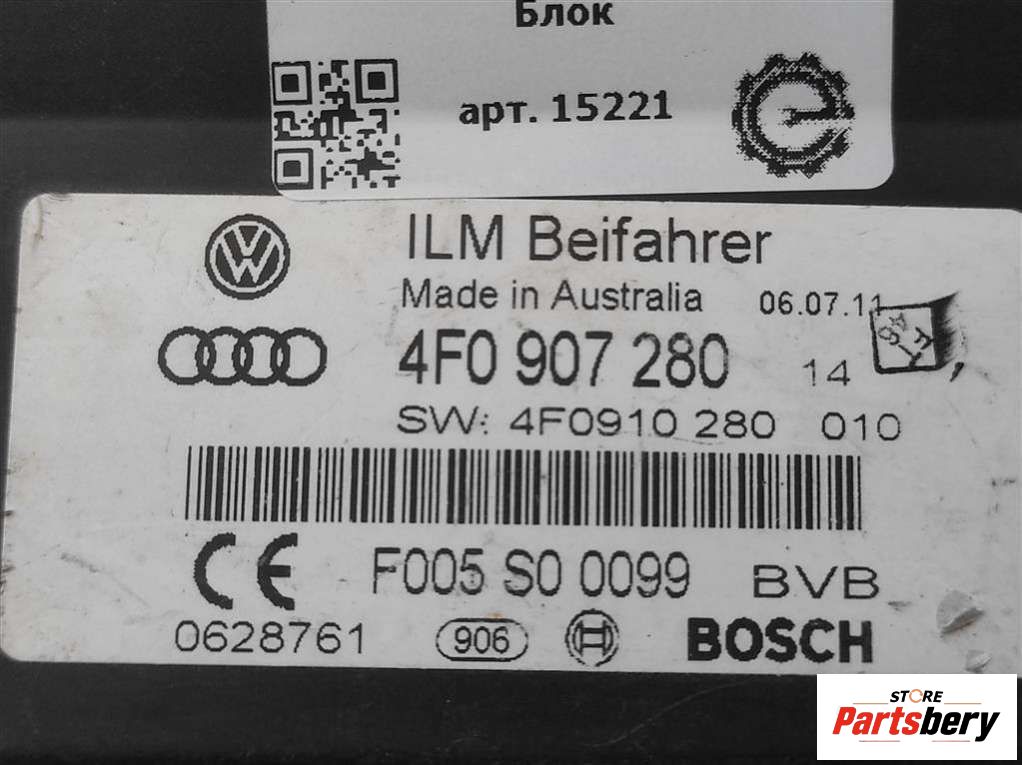 Блок
арт. 15221
ILM Beifahrer
Made in Australia 06.07.11
4F0 907 280 14
SW: 4F0910 280 010
CE F005 S0 0099 BVB
0628761 906 BOSCH
STORE
Partsbery